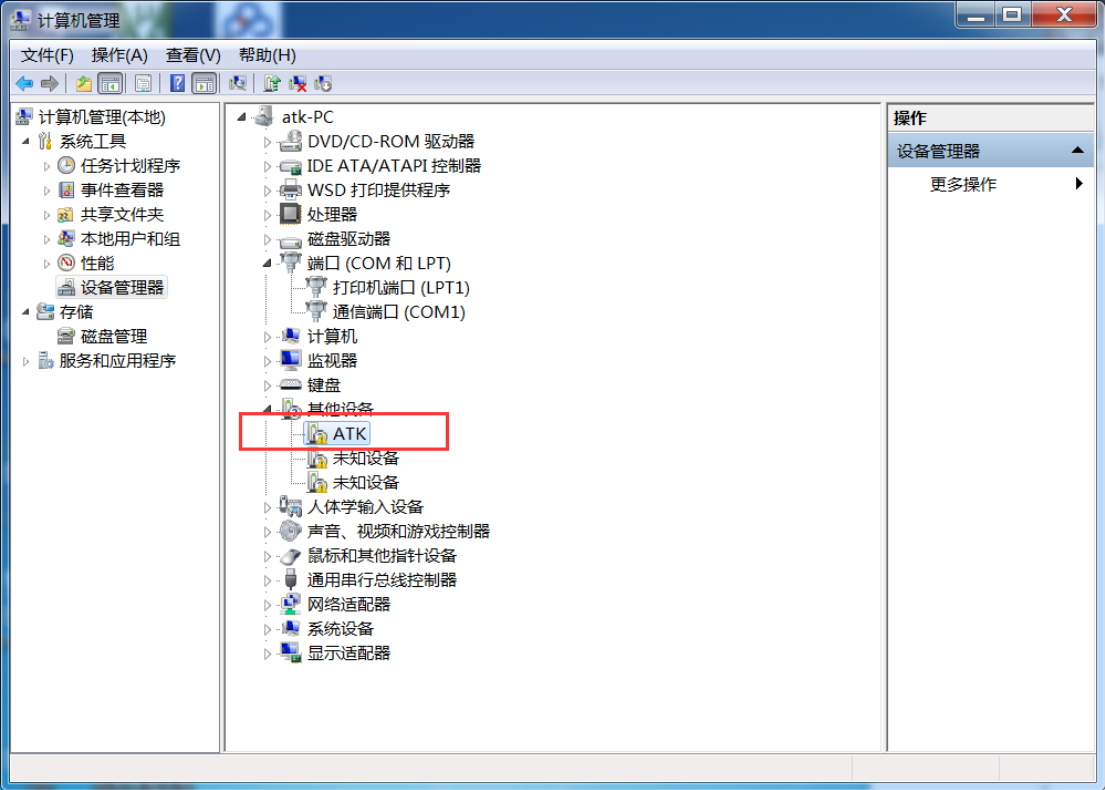 计算机管理
文件(F) 操作(A) 查看(V) 帮助(H)
计算机管理(本地)
系统工具
任务计划程序
事件查看器
共享文件夹
本地用户和组
性能
设备管理器
存储
磁盘管理
服务和应用程序
atk-PC
DVD/CD-ROM 驱动器
IDE ATA/ATAPI 控制器
WSD 打印提供程序
处理器
磁盘驱动器
端口 (COM 和 LPT)
打印机端口 (LPT1)
通信端口 (COM1)
计算机
监视器
键盘
其他设备
ATK
未知设备
未知设备
人体学输入设备
声音、视频和游戏控制器
鼠标和其他指针设备
通用串行总线控制器
网络适配器
系统设备
显示适配器
操作
设备管理器
更多操作